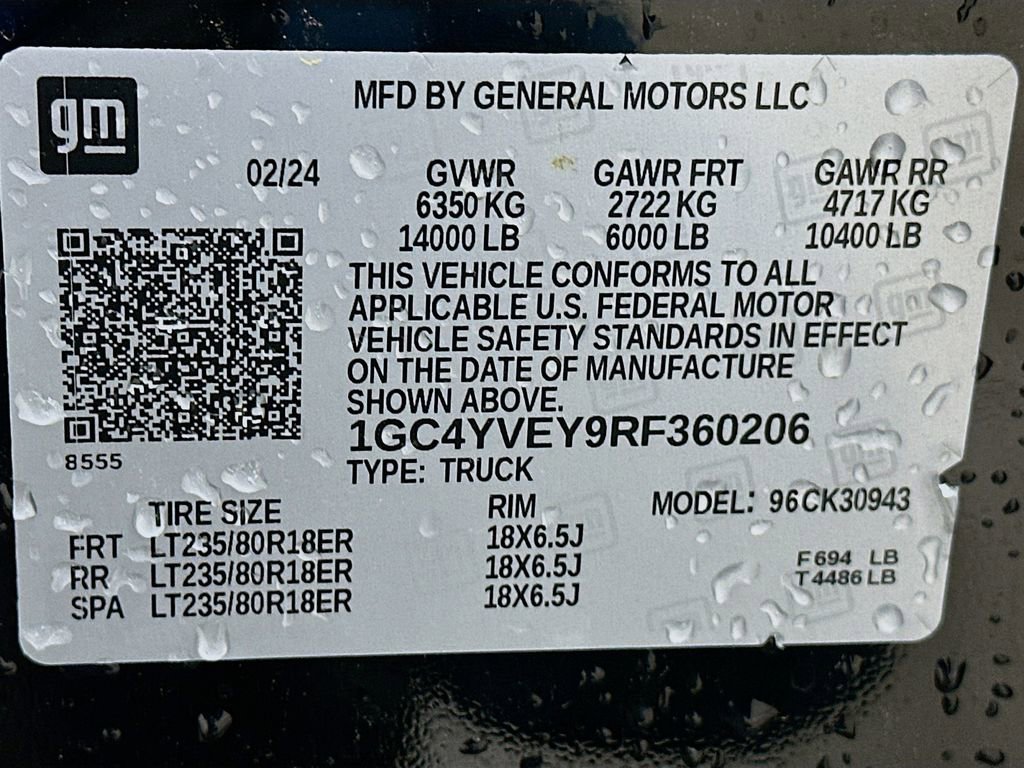 gm
MFD BY GENERAL MOTORS LLC
02/24 GVWR GAWR FRT GAWR RR
6350 KG 2722 KG 4717 KG
14000 LB 6000 LB 10400 LB
THIS VEHICLE CONFORMS TO ALL
APPLICABLE U.S. FEDERAL MOTOR
VEHICLE SAFETY STANDARDS IN EFFECT
ON THE DATE OF MANUFACTURE
SHOWN ABOVE.
1GC4YVEY9RF360206
8555
TYPE: TRUCK
TIRE SIZE RIM MODEL: 96CK30943
FRT LT235/80R18ER 18X6.5J
RR LT235/80R18ER 18X6.5J
SPA LT235/80R18ER 18X6.5J
F 694 LB
T 4486 LB